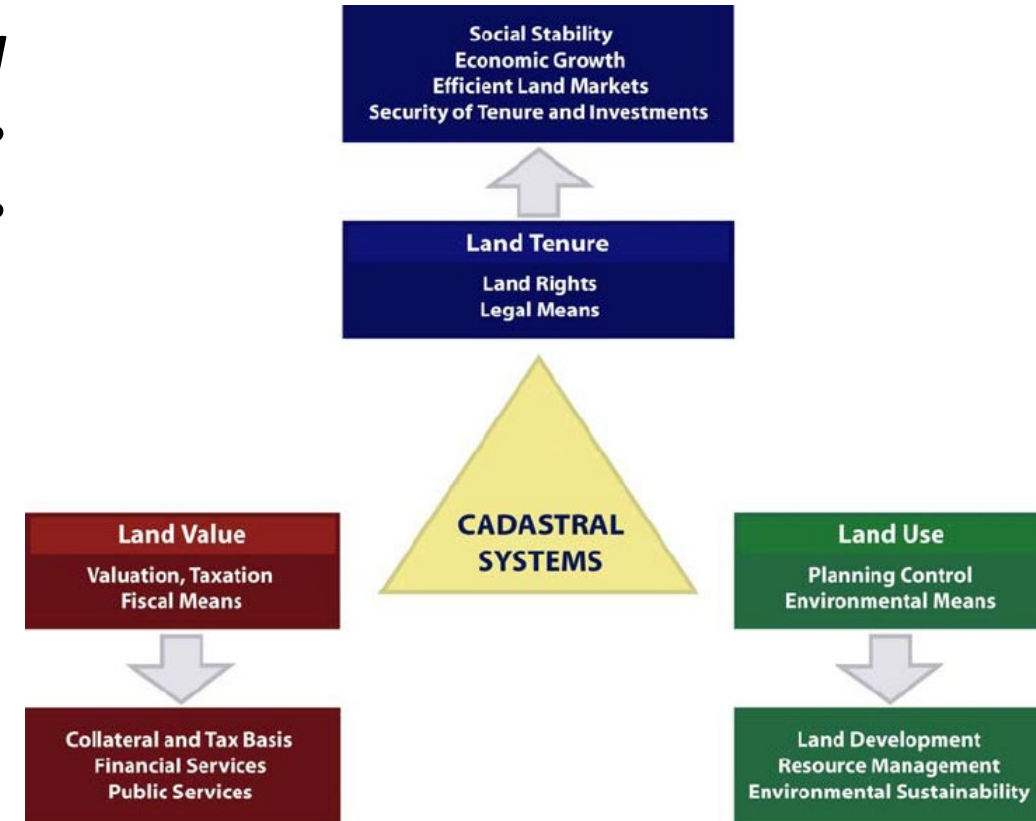 Social Stability
Economic Growth
Efficient Land Markets
Security of Tenure and Investments
Land Tenure
Land Rights
Legal Means
CADASTRAL
SYSTEMS
Land Value
Valuation, Taxation
Fiscal Means
Collateral and Tax Basis
Financial Services
Public Services
Land Use
Planning Control
Environmental Means
Land Development
Resource Management
Environmental Sustainability